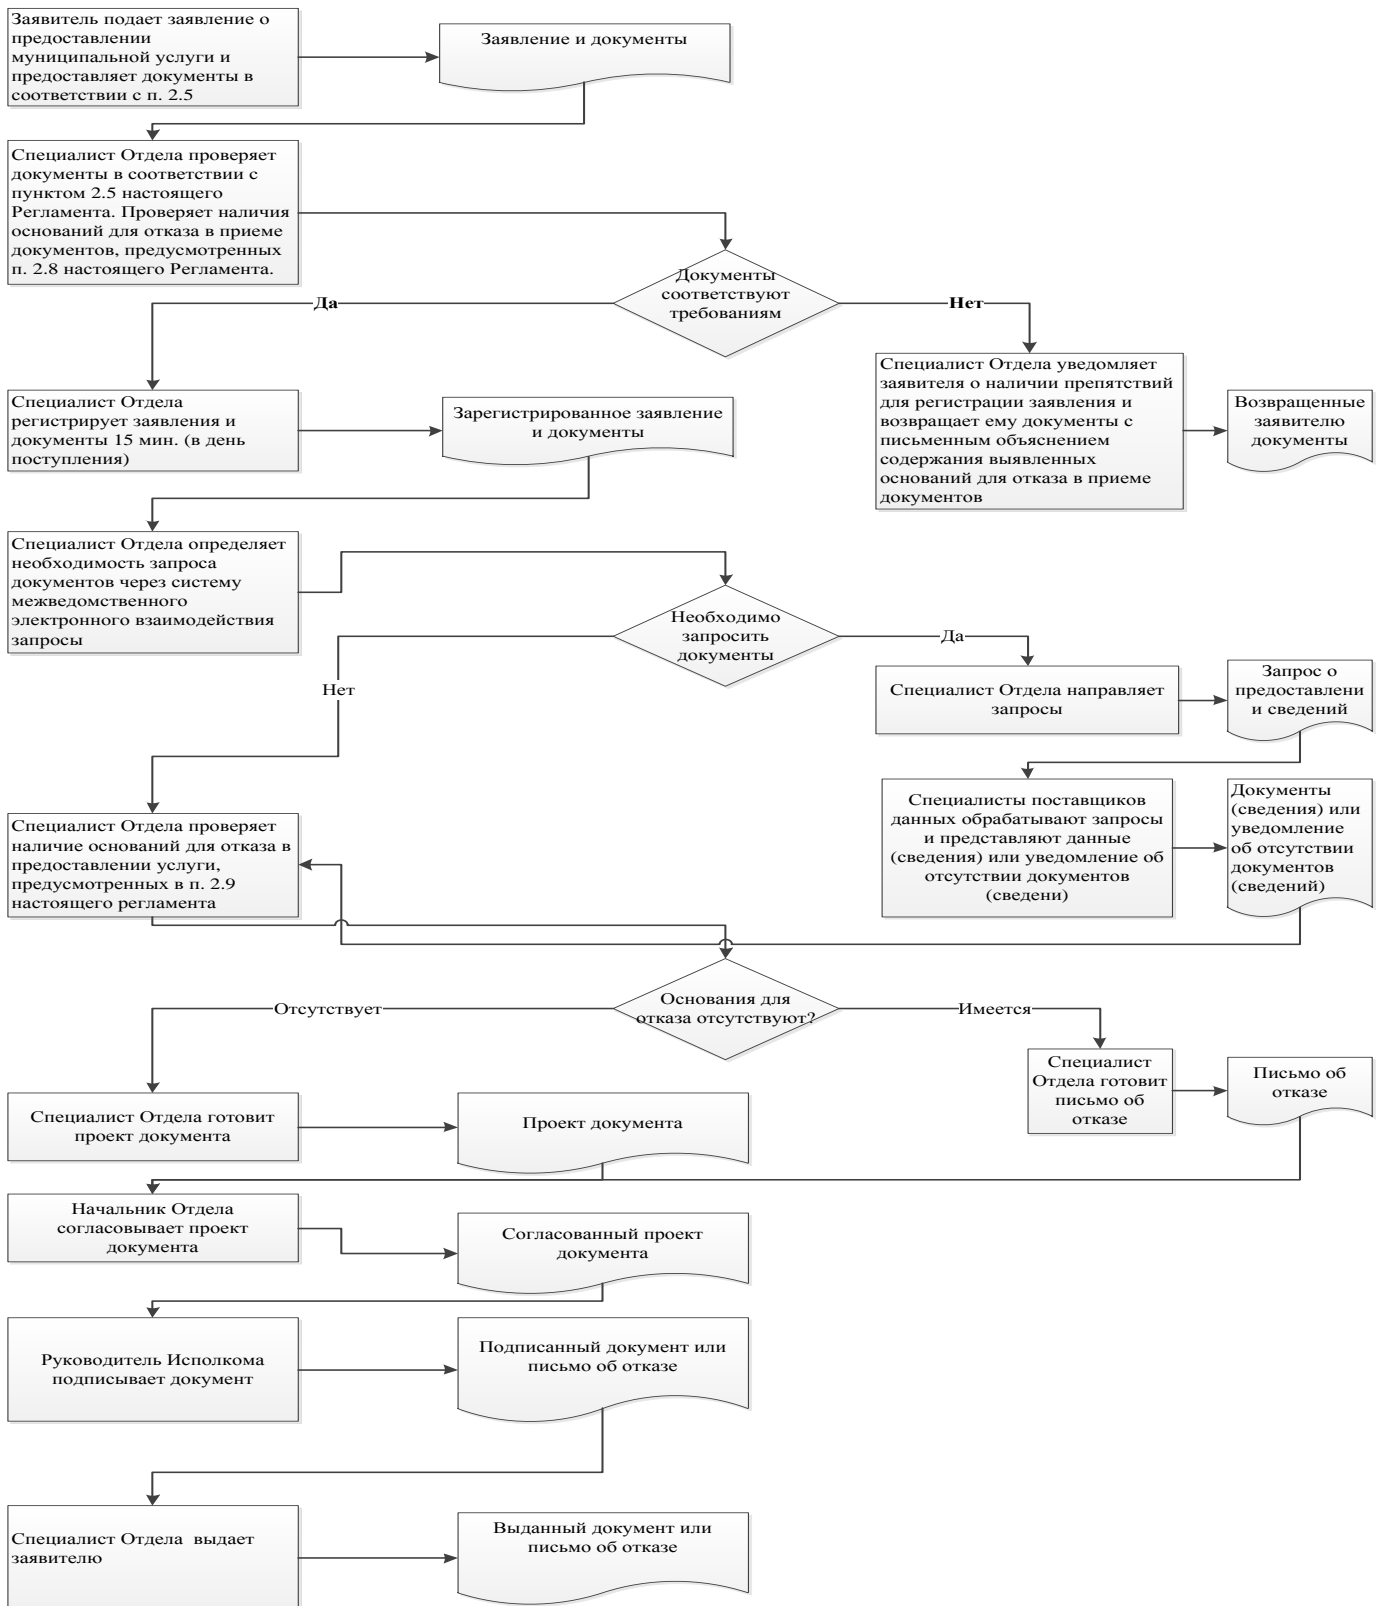 Заявитель подает заявление о
предоставлении
муниципальной услуги и
предоставляет документы в
соответствии с п. 2.5
Заявление и документы
Специалист Отдела проверяет
документы в соответствии с
пунктом 2.5 настоящего
Регламента. Проверяет наличия
оснований для отказа в приеме
документов, предусмотренных
п. 2.8 настоящего Регламента.
Документы
соответствуют
требованиям
Да
Нет
Специалист Отдела
регистрирует заявления и
документы 15 мин. (в день
поступления)
Зарегистрированное заявление
и документы
Специалист Отдела уведомляет
заявителя о наличии препятствий
для регистрации заявления и
возвращает ему документы с
письменным объяснением
содержания выявленных
оснований для отказа в приеме
документов
Возвращенные
заявителю
документы
Специалист Отдела определяет
необходимость запроса
документов через систему
межведомственного
электронного взаимодействия
запросы
Необходимо
запросить
документы
Да
Нет
Специалист Отдела направляет
запросы
Запрос о
предоставлени
и сведений
Специалисты поставщиков
данных обрабатывают запросы
и представляют данные
(сведения) или уведомление об
отсутствии документов
(сведени)
Документы
(сведения) или
уведомление
об отсутствии
документов
(сведений)
Специалист Отдела проверяет
наличие оснований для отказа в
предоставлении услуги,
предусмотренных в п. 2.9
настоящего регламента
Основания для
отказа отсутствуют?
Отсутствует
Имеется
Специалист
Отдела готовит
письмо об
отказе
Письмо об
отказе
Специалист Отдела готовит
проект документа
Проект документа
Начальник Отдела
согласовывает проект
документа
Согласованный проект
документа
Руководитель Исполкома
подписывает документ
Подписанный документ или
письмо об отказе
Специалист Отдела  выдает
заявителю
Выданный документ или
письмо об отказе